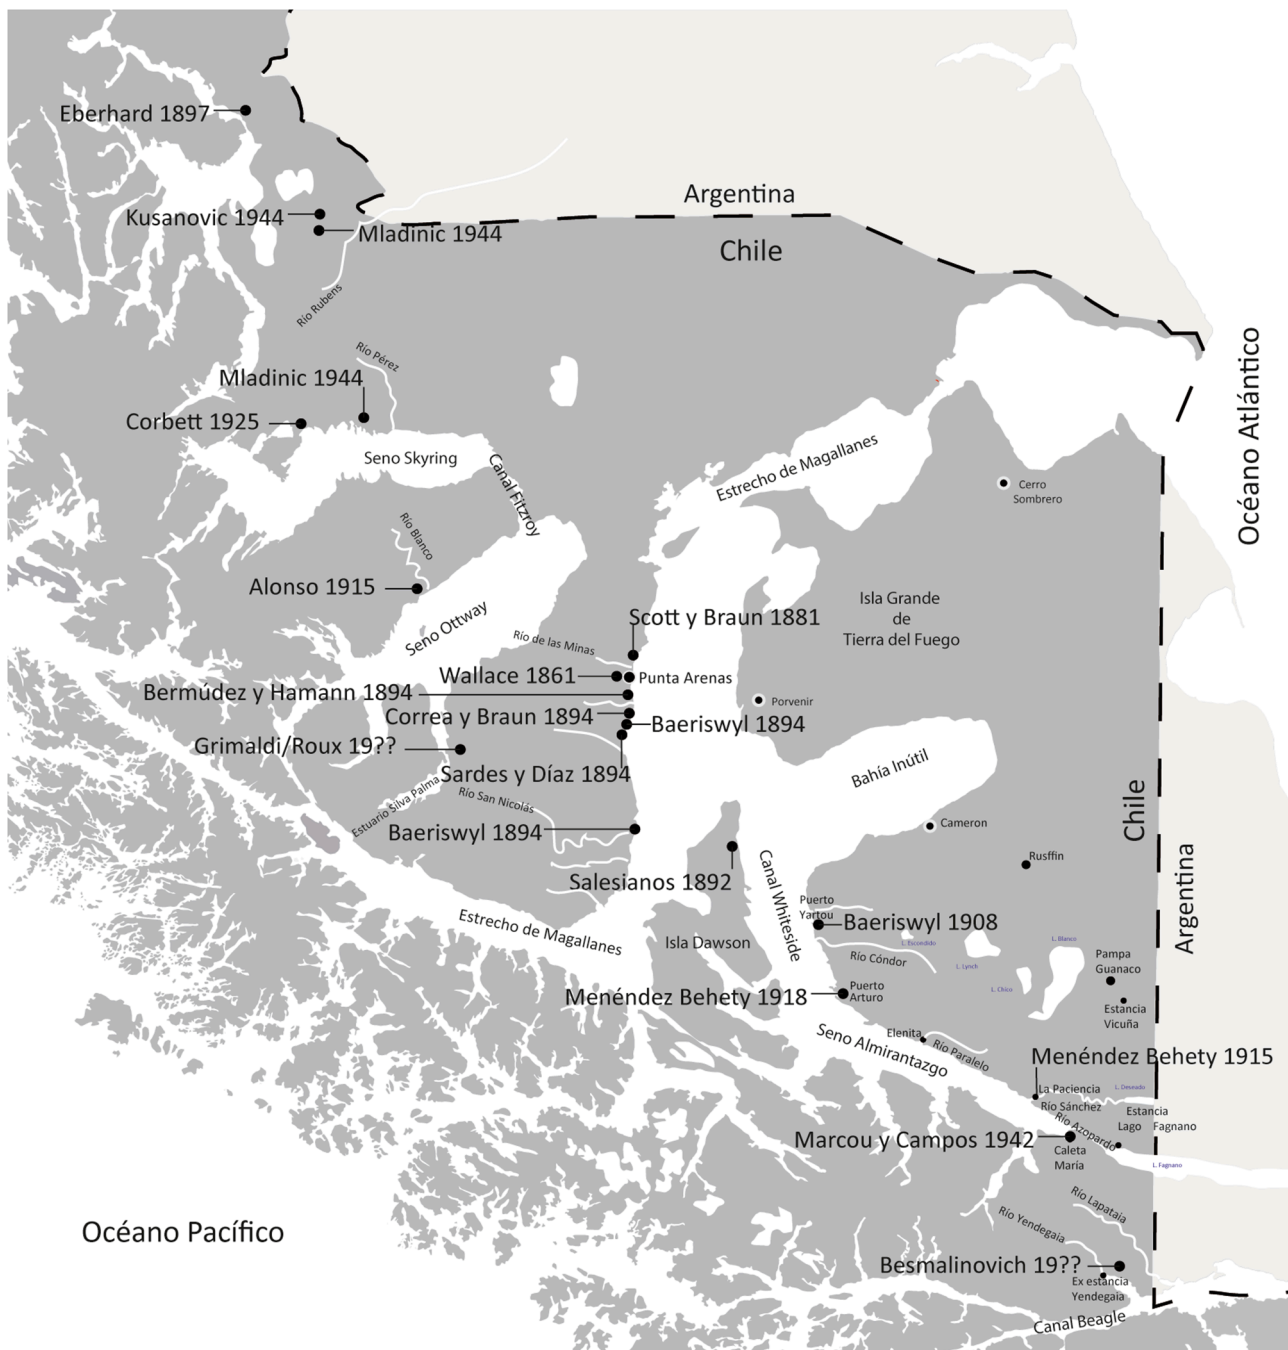 Eberhard 1897
Argentina
Kusanovic 1944
Mladinic 1944
Chile
Río Rubens
Río Pérez
Mladinic 1944
Corbett 1925
Seno Skyring
Canal Fitzroy
Estrecho de Magallanes
Océano Atlántico
Cerro
Sombrero
Río Blanco
Alonso 1915
Seno Ottway
Isla Grande
de
Tierra del Fuego
Scott y Braun 1881
Río de las Minas
Wallace 1861
Punta Arenas
Bermúdez y Hamann 1894
Porvenir
Correa y Braun 1894
Baeriswyl 1894
Grimaldi/Roux 19??
Sardes y Díaz 1894
Bahía Inútil
Estuario Silva Palma
Río San Nicolás
Baeriswyl 1894
Cameron
Chile
Argentina
Rusffin
Salesianos 1892
Canal Whiteside
Puerto
Yartou
Baeriswyl 1908
Estrecho de Magallanes
Isla Dawson
L. Escondido
L. Blanco
Río Cóndor
L. Lynch
Pampa
Guanaco
L. Chico
Menéndez Behety 1918
Puerto
Arturo
Estancia
Vicuña
Seno Almirantazgo
Elenita
Río Paralelo
Menéndez Behety 1915
La Paciencia
L. Deseado
Río Sánchez
Estancia
Lago Fagnano
Río Azopardo
Marcou y Campos 1942
Caleta
María
L. Fagnano
Océano Pacífico
Río Lapataia
Río Yendegaia
Besmalinovich 19??
Ex estancia
Yendegaia
Canal Beagle